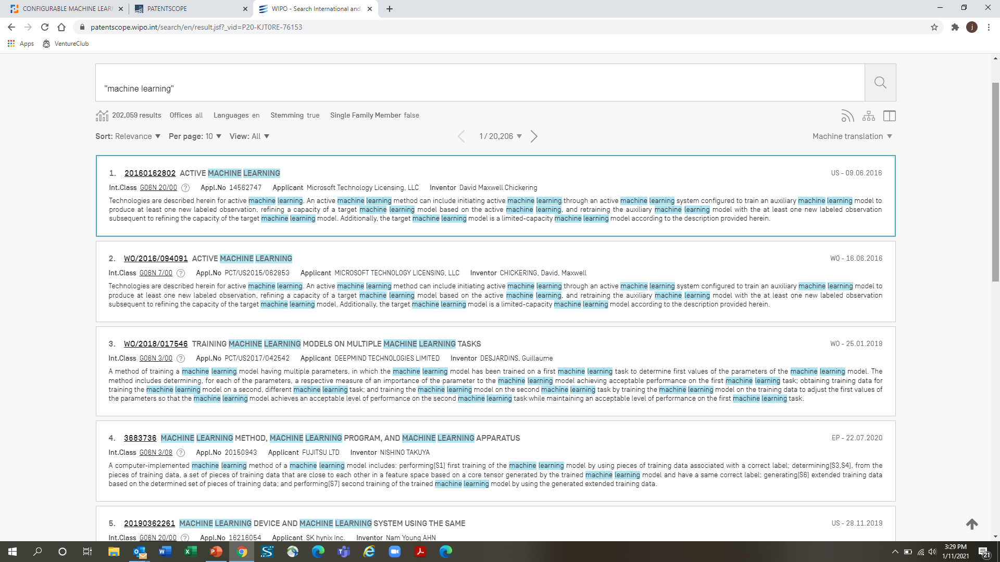 CONFIGURABLE MACHINE LEAR
PATENTSCOPE
WIPO - Search International and
patentscope.wipo.int/search/en/result.jsf?_vid=P20-KJT0RE-76153
j
Apps VentureClub
"machine learning"
202,059 results Offices all Languages en Stemming true Single Family Member false
Sort: Relevance Per page: 10 View: All 1 / 20,206 Machine translation
1. 20160162802 ACTIVE MACHINE LEARNING US - 09.06.2016
Int.Class G06N 20/00 ? Appl.No 14562747 Applicant Microsoft Technology Licensing, LLC Inventor David Maxwell Chickering
Technologies are described herein for active machine learning. An active machine learning method can include initiating active machine learning through an active machine learning system configured to train an auxiliary machine learning model to
produce at least one new labeled observation, refining a capacity of a target machine learning model based on the active machine learning, and retraining the auxiliary machine learning model with the at least one new labeled observation
subsequent to refining the capacity of the target machine learning model. Additionally, the target machine learning model is a limited-capacity machine learning model according to the description provided herein.
2. WO/2016/094091 ACTIVE MACHINE LEARNING WO - 16.06.2016
Int.Class G06N 7/00 ? Appl.No PCT/US2015/062853 Applicant MICROSOFT TECHNOLOGY LICENSING, LLC Inventor CHICKERING, David, Maxwell
Technologies are described herein for active machine learning. An active machine learning method can include initiating active machine learning through an active machine learning system configured to train an auxiliary machine learning model to
produce at least one new labeled observation, refining a capacity of a target machine learning model based on the active machine learning, and retraining the auxiliary machine learning model with the at least one new labeled observation
subsequent to refining the capacity of the target machine learning model. Additionally, the target machine learning model is a limited-capacity machine learning model according to the description provided herein.
3. WO/2018/017546 TRAINING MACHINE LEARNING MODELS ON MULTIPLE MACHINE LEARNING TASKS WO - 25.01.2018
Int.Class G06N 3/00 ? Appl.No PCT/US2017/042542 Applicant DEEPMIND TECHNOLOGIES LIMITED Inventor DESJARDINS, Guillaume
A method of training a machine learning model having multiple parameters, in which the machine learning model has been trained on a first machine learning task to determine first values of the parameters of the machine learning model. The
method includes determining, for each of the parameters, a respective measure of an importance of the parameter to the machine learning model achieving acceptable performance on the first machine learning task; obtaining training data for
training the machine learning model on a second, different machine learning task; and training the machine learning model on the second machine learning task by training the machine learning model on the training data to adjust the first values of
the parameters so that the machine learning model achieves an acceptable level of performance on the second machine learning task while maintaining an acceptable level of performance on the first machine learning task.
4. 3683736 MACHINE LEARNING METHOD, MACHINE LEARNING PROGRAM, AND MACHINE LEARNING APPARATUS EP - 22.07.2020
Int.Class G06N 3/08 ? Appl.No 20150943 Applicant FUJITSU LTD Inventor NISHINO TAKUYA
A computer-implemented machine learning method of a machine learning model includes: performing(S1) first training of the machine learning model by using pieces of training data associated with a correct label; determining(S3,S4), from the
pieces of training data, a set of pieces of training data that are close to each other in a feature space based on a core tensor generated by the trained machine learning model and have a same correct label; generating(S6) extended training data
based on the determined set of pieces of training data; and performing(S7) second training of the trained machine learning model by using the generated extended training data.
5. 20190362261 MACHINE LEARNING DEVICE AND MACHINE LEARNING SYSTEM USING THE SAME US - 28.11.2019
Int.Class G06N 20/00 ? Appl.No 16216054 Applicant SK hynix Inc. Inventor Nam Young AHN
3:29 PM
1/11/2021
21